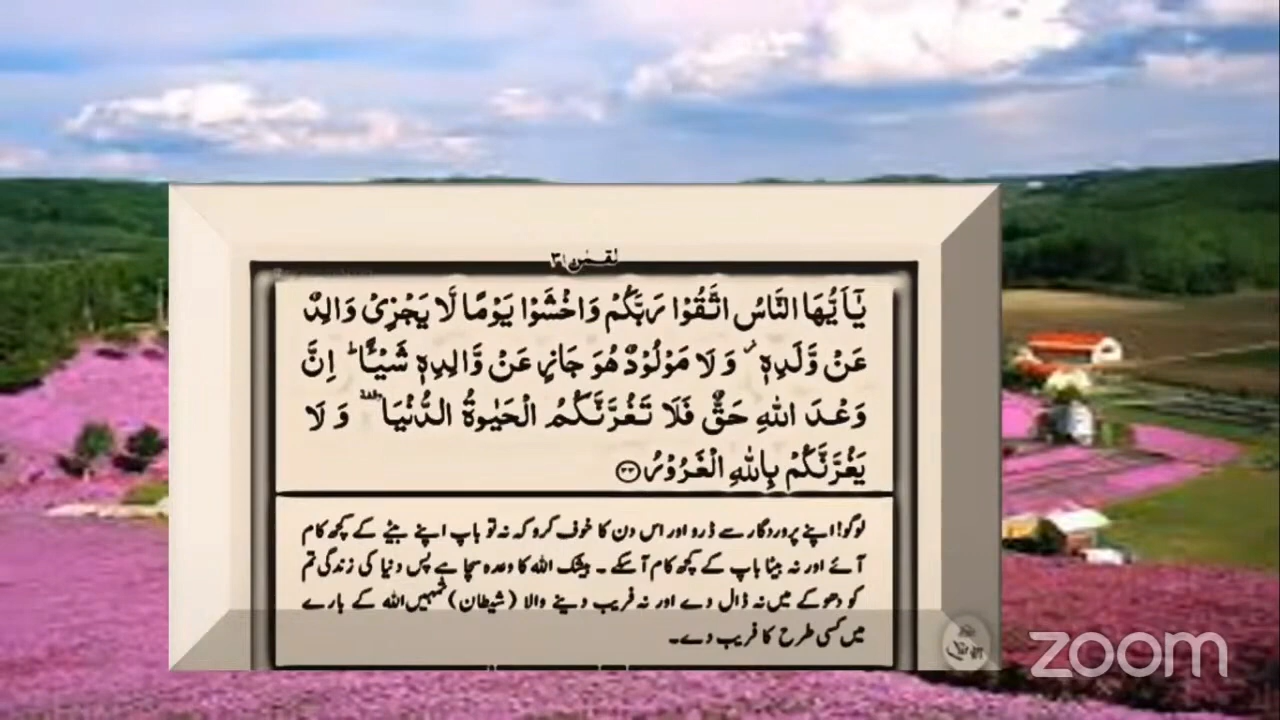 لقمٰن ۳۱
يٰٓاَيُّهَا النَّاسُ اتَّقُوْا رَبَّكُمْ وَاخْشَوْا يَوْمًا لَّا يَجْزِىْ وَالِدٌ
عَنْ وَّلَدِهٖ ۡ وَلَا مَوْلُوْدٌ هُوَ جَازٍ عَنْ وَّالِدِهٖ شَيْـًٔا ؕ اِنَّ
وَعْدَ اللّٰهِ حَقٌّ فَلَا تَغُرَّنَّكُمُ الْحَيٰوةُ الدُّنْيَا ٝ وَلَا
يَغُرَّنَّكُمْ بِاللّٰهِ الْغَرُوْرُ ﴿۳۳﴾
لوگو! اپنے پروردگار سے ڈرو اور اس دن کا خوف کرو کہ نہ تو باپ اپنے بیٹے کے کچھ کام
آئے اور نہ بیٹا باپ کے کچھ کام آ سکے ۔ بیشک اللہ کا وعدہ سچا ہے پس دنیا کی زندگی تم
کو دھوکے میں نہ ڈال دے اور نہ فریب دینے والا (شیطان) تمہیں اللہ کے بارے
میں کسی طرح کا فریب دے۔
zoom